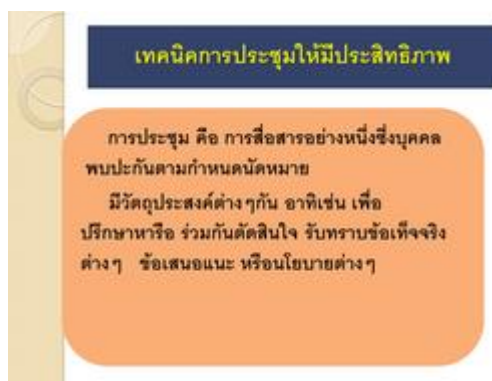 เทคนิคการประชุมให้มีประสิทธิภาพ
การประชุม คือ การสื่อสารอย่างหนึ่งซึ่งบุคคล
พบปะกันตามกำหนดนัดหมาย
มีวัตถุประสงค์ต่างๆกัน อาทิเช่น เพื่อ
ปรึกษาหารือ ร่วมกันตัดสินใจ รับทราบข้อเท็จจริง
ต่างๆ ข้อเสนอแนะ หรือนโยบายต่างๆ